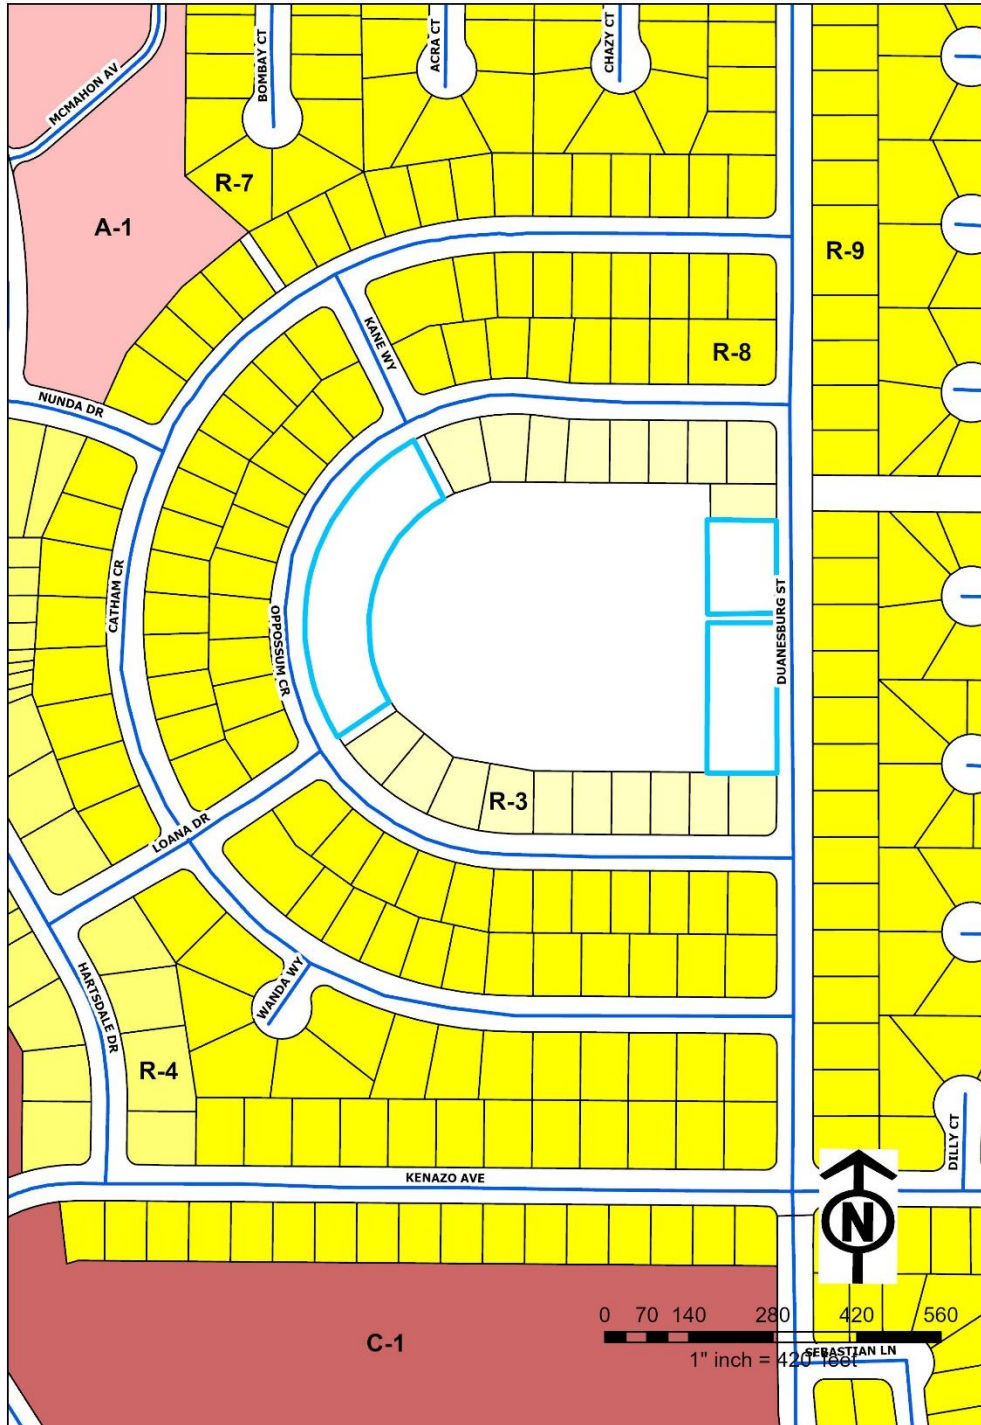 BOMBAY CT
ACRA CT
CHAZY CT
MCMAHON AV
R-7
A-1
R-9
KANE WY
R-8
NUNDA DR
CATHAM CR
OPPOSSUM CR
DUANESBURG ST
R-3
LOANA DR
HARTSDALE DR
WANDA WY
R-4
DILLY CT
KENAZO AVE
N
0 70 140 280 420 560
1" inch = 420 feet
SEBASTIAN LN
C-1